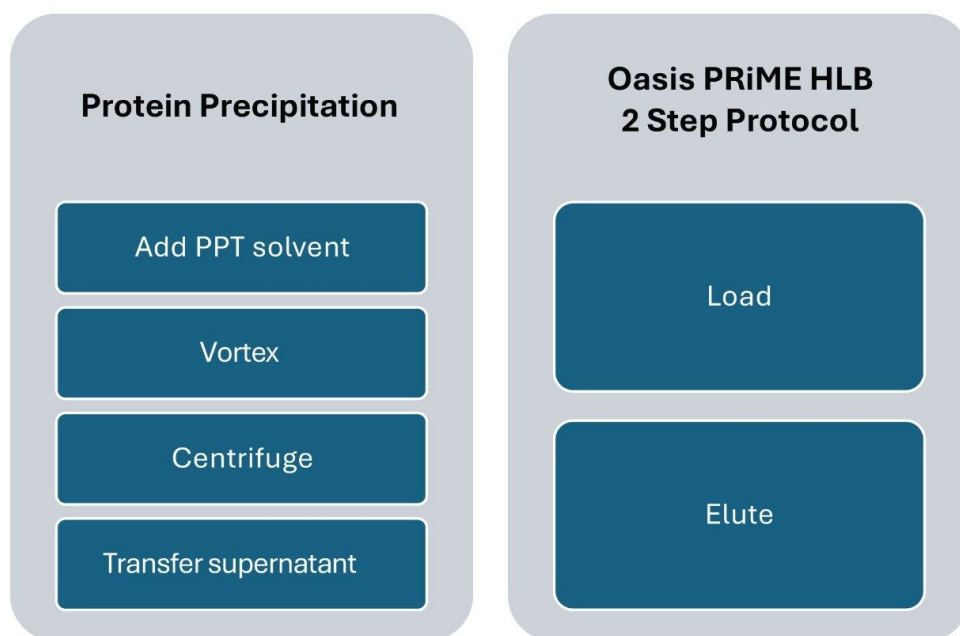 Protein Precipitation
Add PPT solvent
Vortex
Centrifuge
Transfer supernatant
Oasis PRiME HLB
2 Step Protocol
Load
Elute